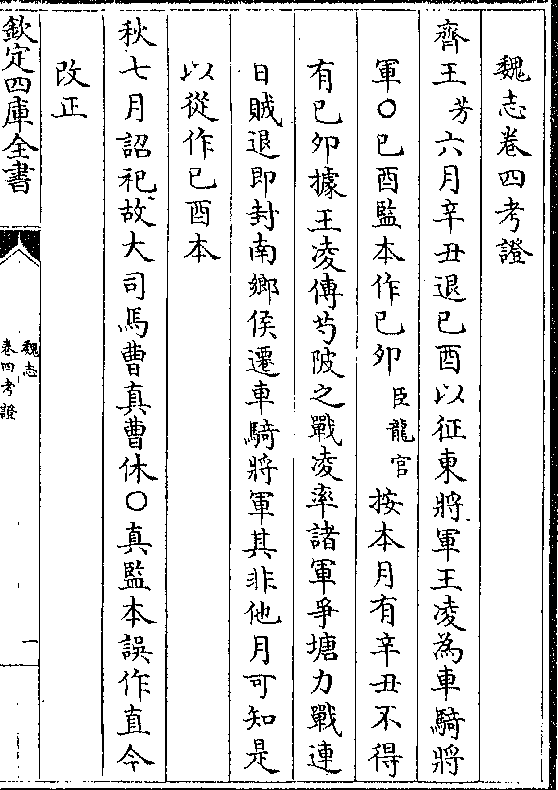 魏志卷四考證
齊王芳六月辛丑退己酉以征東將軍王凌為車騎將
軍○己酉監本作己卯臣龍官按本月有辛丑不得
有己卯據王凌傳芍陂之戰凌率諸軍爭塘力戰連
日賊退即封南鄉侯遷車騎將軍其非他月可知是
以從作己酉本
秋七月詔祀故大司馬曹真曹休○真監本誤作直今
改正
欽定四庫全書
魏志
卷四考證
一